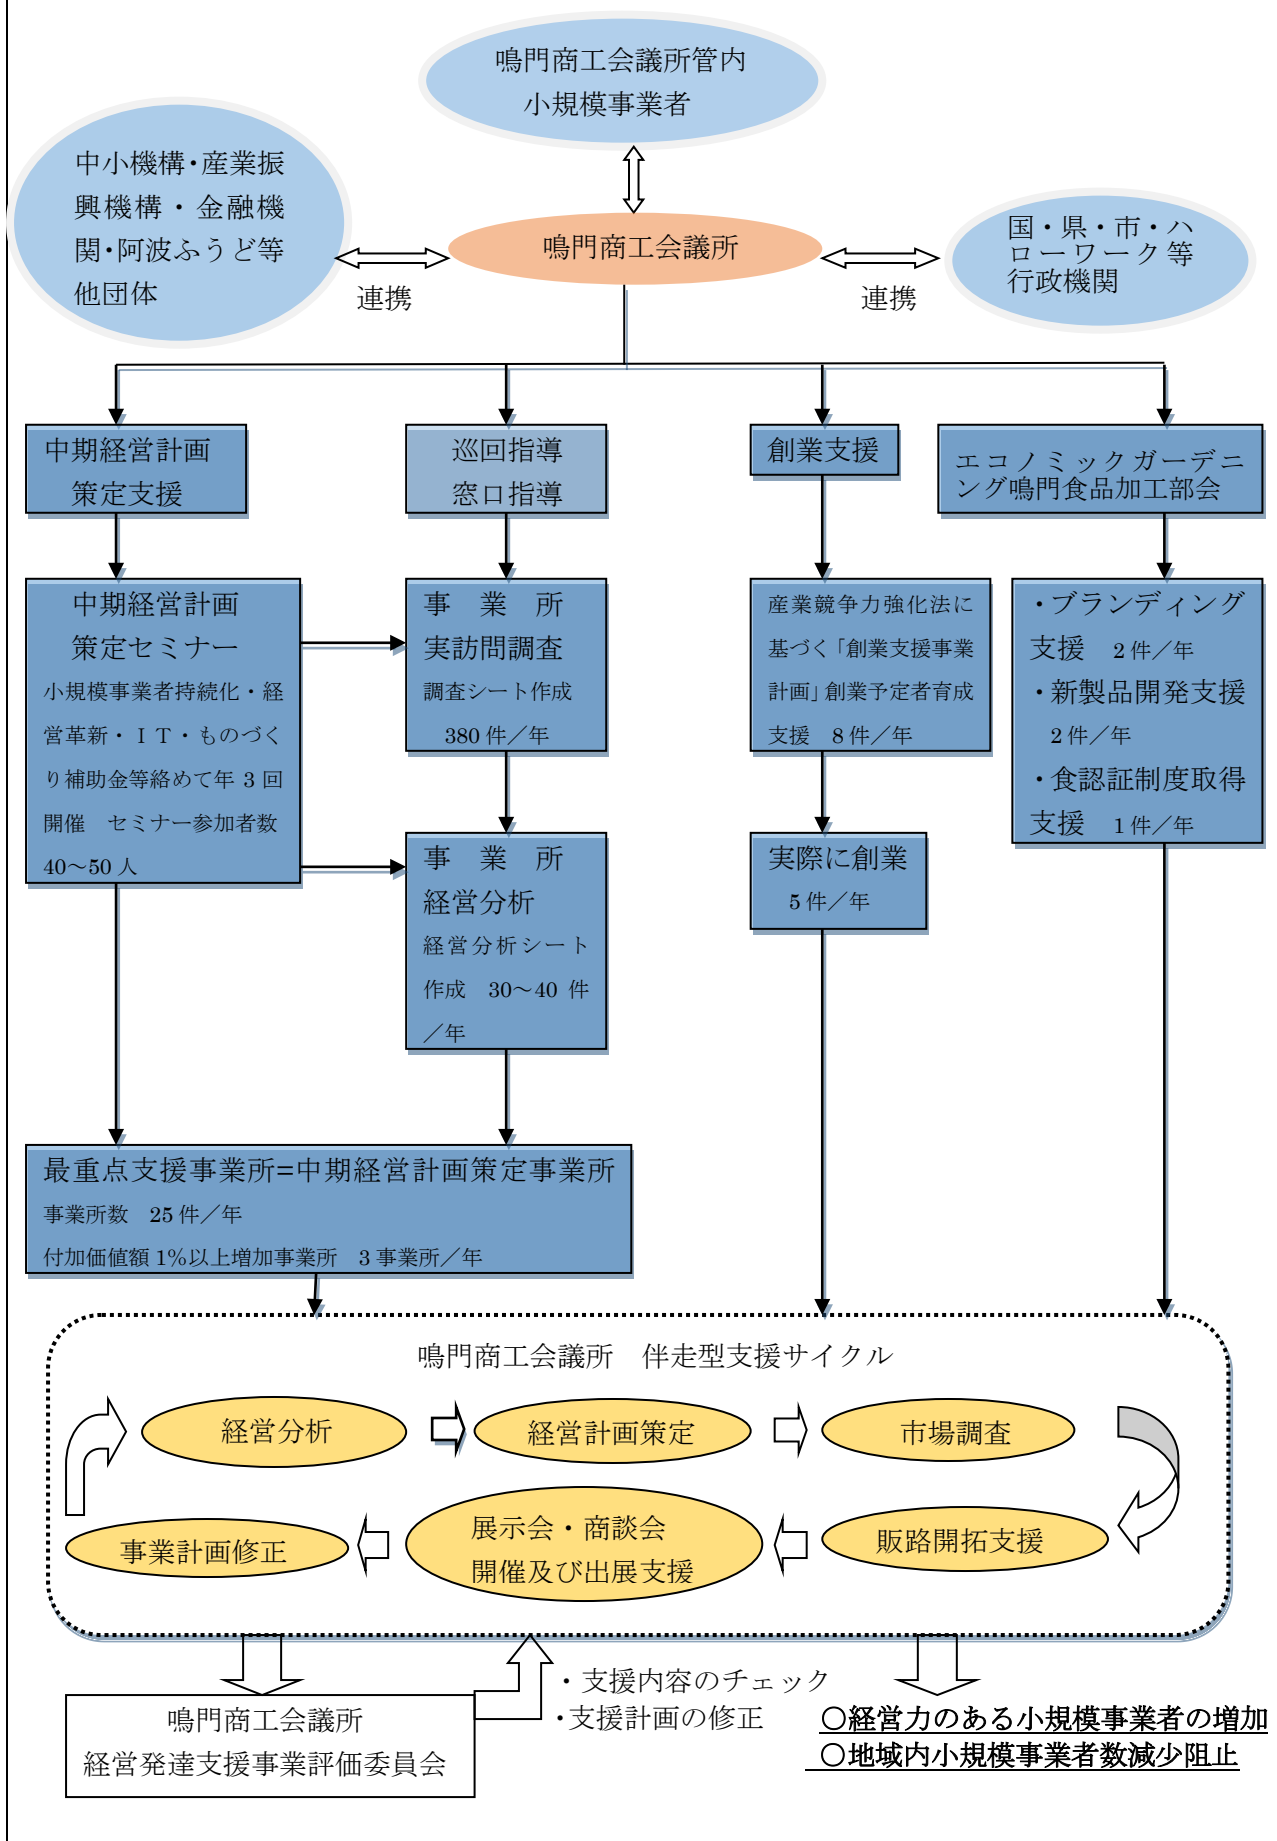 鳴門商工会議所管内
小規模事業者
中小機構・産業振
興機構・金融機
関・阿波ふうど等
他団体
鳴門商工会議所
国・県・市・ハ
ローワーク等
行政機関
連携
連携
中期経営計画
策定支援
巡回指導
窓口指導
創業支援
エコノミックガーデニ
ング鳴門食品加工部会
中期経営計画
策定セミナー
小規模事業者持続化・経
営革新・ＩＴ・ものづく
り補助金等絡めて年 3 回
開催　セミナー参加者数
40～50 人
事　業　所
実訪問調査
調査シート作成
380 件／年
産業競争力強化法に
基づく「創業支援事業
計画」創業予定者育成
支援　8 件／年
・ブランディング
支援　2 件／年
・新製品開発支援
2 件／年
・食認証制度取得
支援　1 件／年
事　業　所
経営分析
経営分析シート
作成　30～40 件
／年
実際に創業
5 件／年
最重点支援事業所=中期経営計画策定事業所
事業所数　25 件／年
付加価値額 1%以上増加事業所　3 事業所／年
鳴門商工会議所　伴走型支援サイクル
経営分析
経営計画策定
市場調査
販路開拓支援
展示会・商談会
開催及び出展支援
事業計画修正
・支援内容のチェック
・支援計画の修正
鳴門商工会議所
経営発達支援事業評価委員会
〇経営力のある小規模事業者の増加
〇地域内小規模事業者数減少阻止